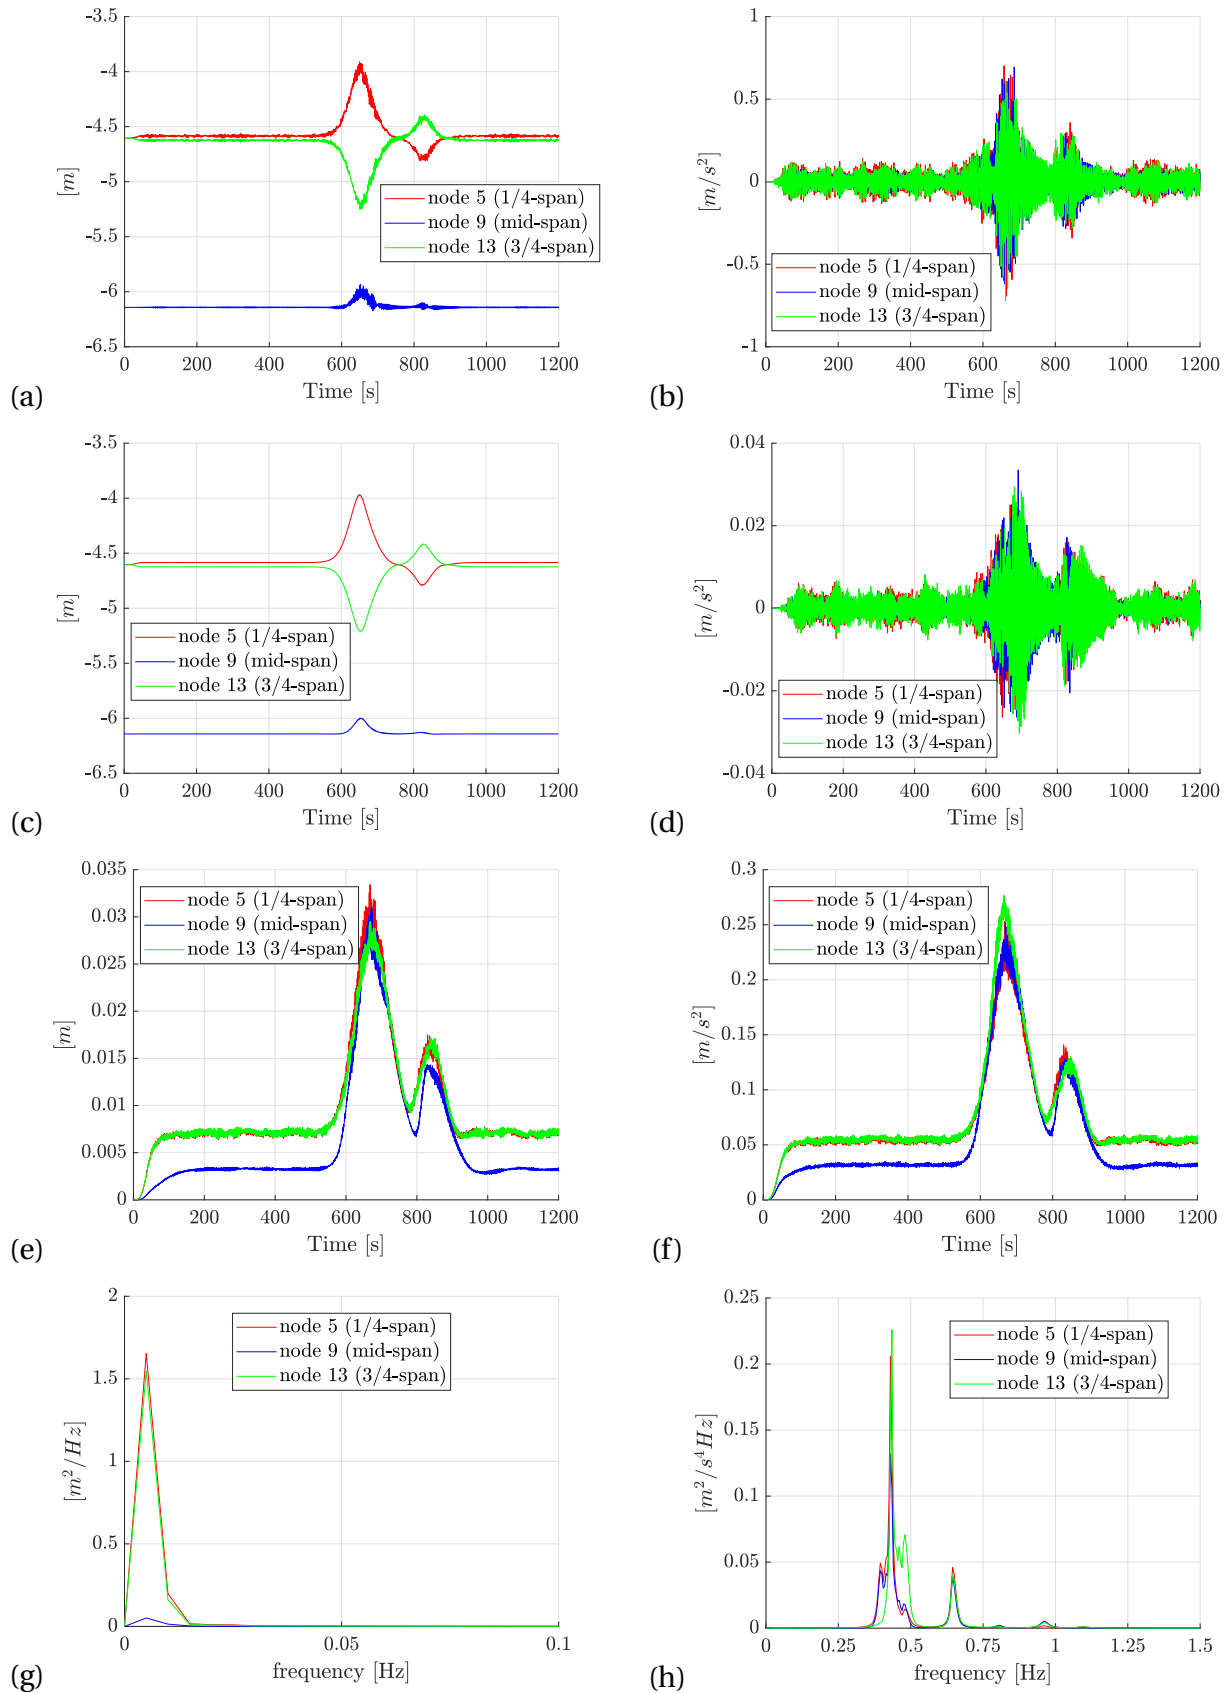 -3.5
-4
-4.5
-5
-5.5
-6
-6.5
[m]
node 5 (1/4-span)
node 9 (mid-span)
node 13 (3/4-span)
0 200 400 600 800 1000 1200
Time [s]
(a)
1
0.5
0
-0.5
-1
[m/s²]
node 5 (1/4-span)
node 9 (mid-span)
node 13 (3/4-span)
0 200 400 600 800 1000 1200
Time [s]
(b)
-3.5
-4
-4.5
-5
-5.5
-6
-6.5
[m]
node 5 (1/4-span)
node 9 (mid-span)
node 13 (3/4-span)
0 200 400 600 800 1000 1200
Time [s]
(c)
0.04
0.02
0
-0.02
-0.04
[m/s²]
node 5 (1/4-span)
node 9 (mid-span)
node 13 (3/4-span)
0 200 400 600 800 1000 1200
Time [s]
(d)
0.035
0.03
0.025
0.02
0.015
0.01
0.005
0
[m]
node 5 (1/4-span)
node 9 (mid-span)
node 13 (3/4-span)
0 200 400 600 800 1000 1200
Time [s]
(e)
0.3
0.25
0.2
0.15
0.1
0.05
0
[m/s²]
node 5 (1/4-span)
node 9 (mid-span)
node 13 (3/4-span)
0 200 400 600 800 1000 1200
Time [s]
(f)
2
1.5
1
0.5
0
[m²/Hz]
node 5 (1/4-span)
node 9 (mid-span)
node 13 (3/4-span)
0 0.05 0.1
frequency [Hz]
(g)
0.25
0.2
0.15
0.1
0.05
0
[m²/s⁴Hz]
node 5 (1/4-span)
node 9 (mid-span)
node 13 (3/4-span)
0 0.25 0.5 0.75 1 1.25 1.5
frequency [Hz]
(h)